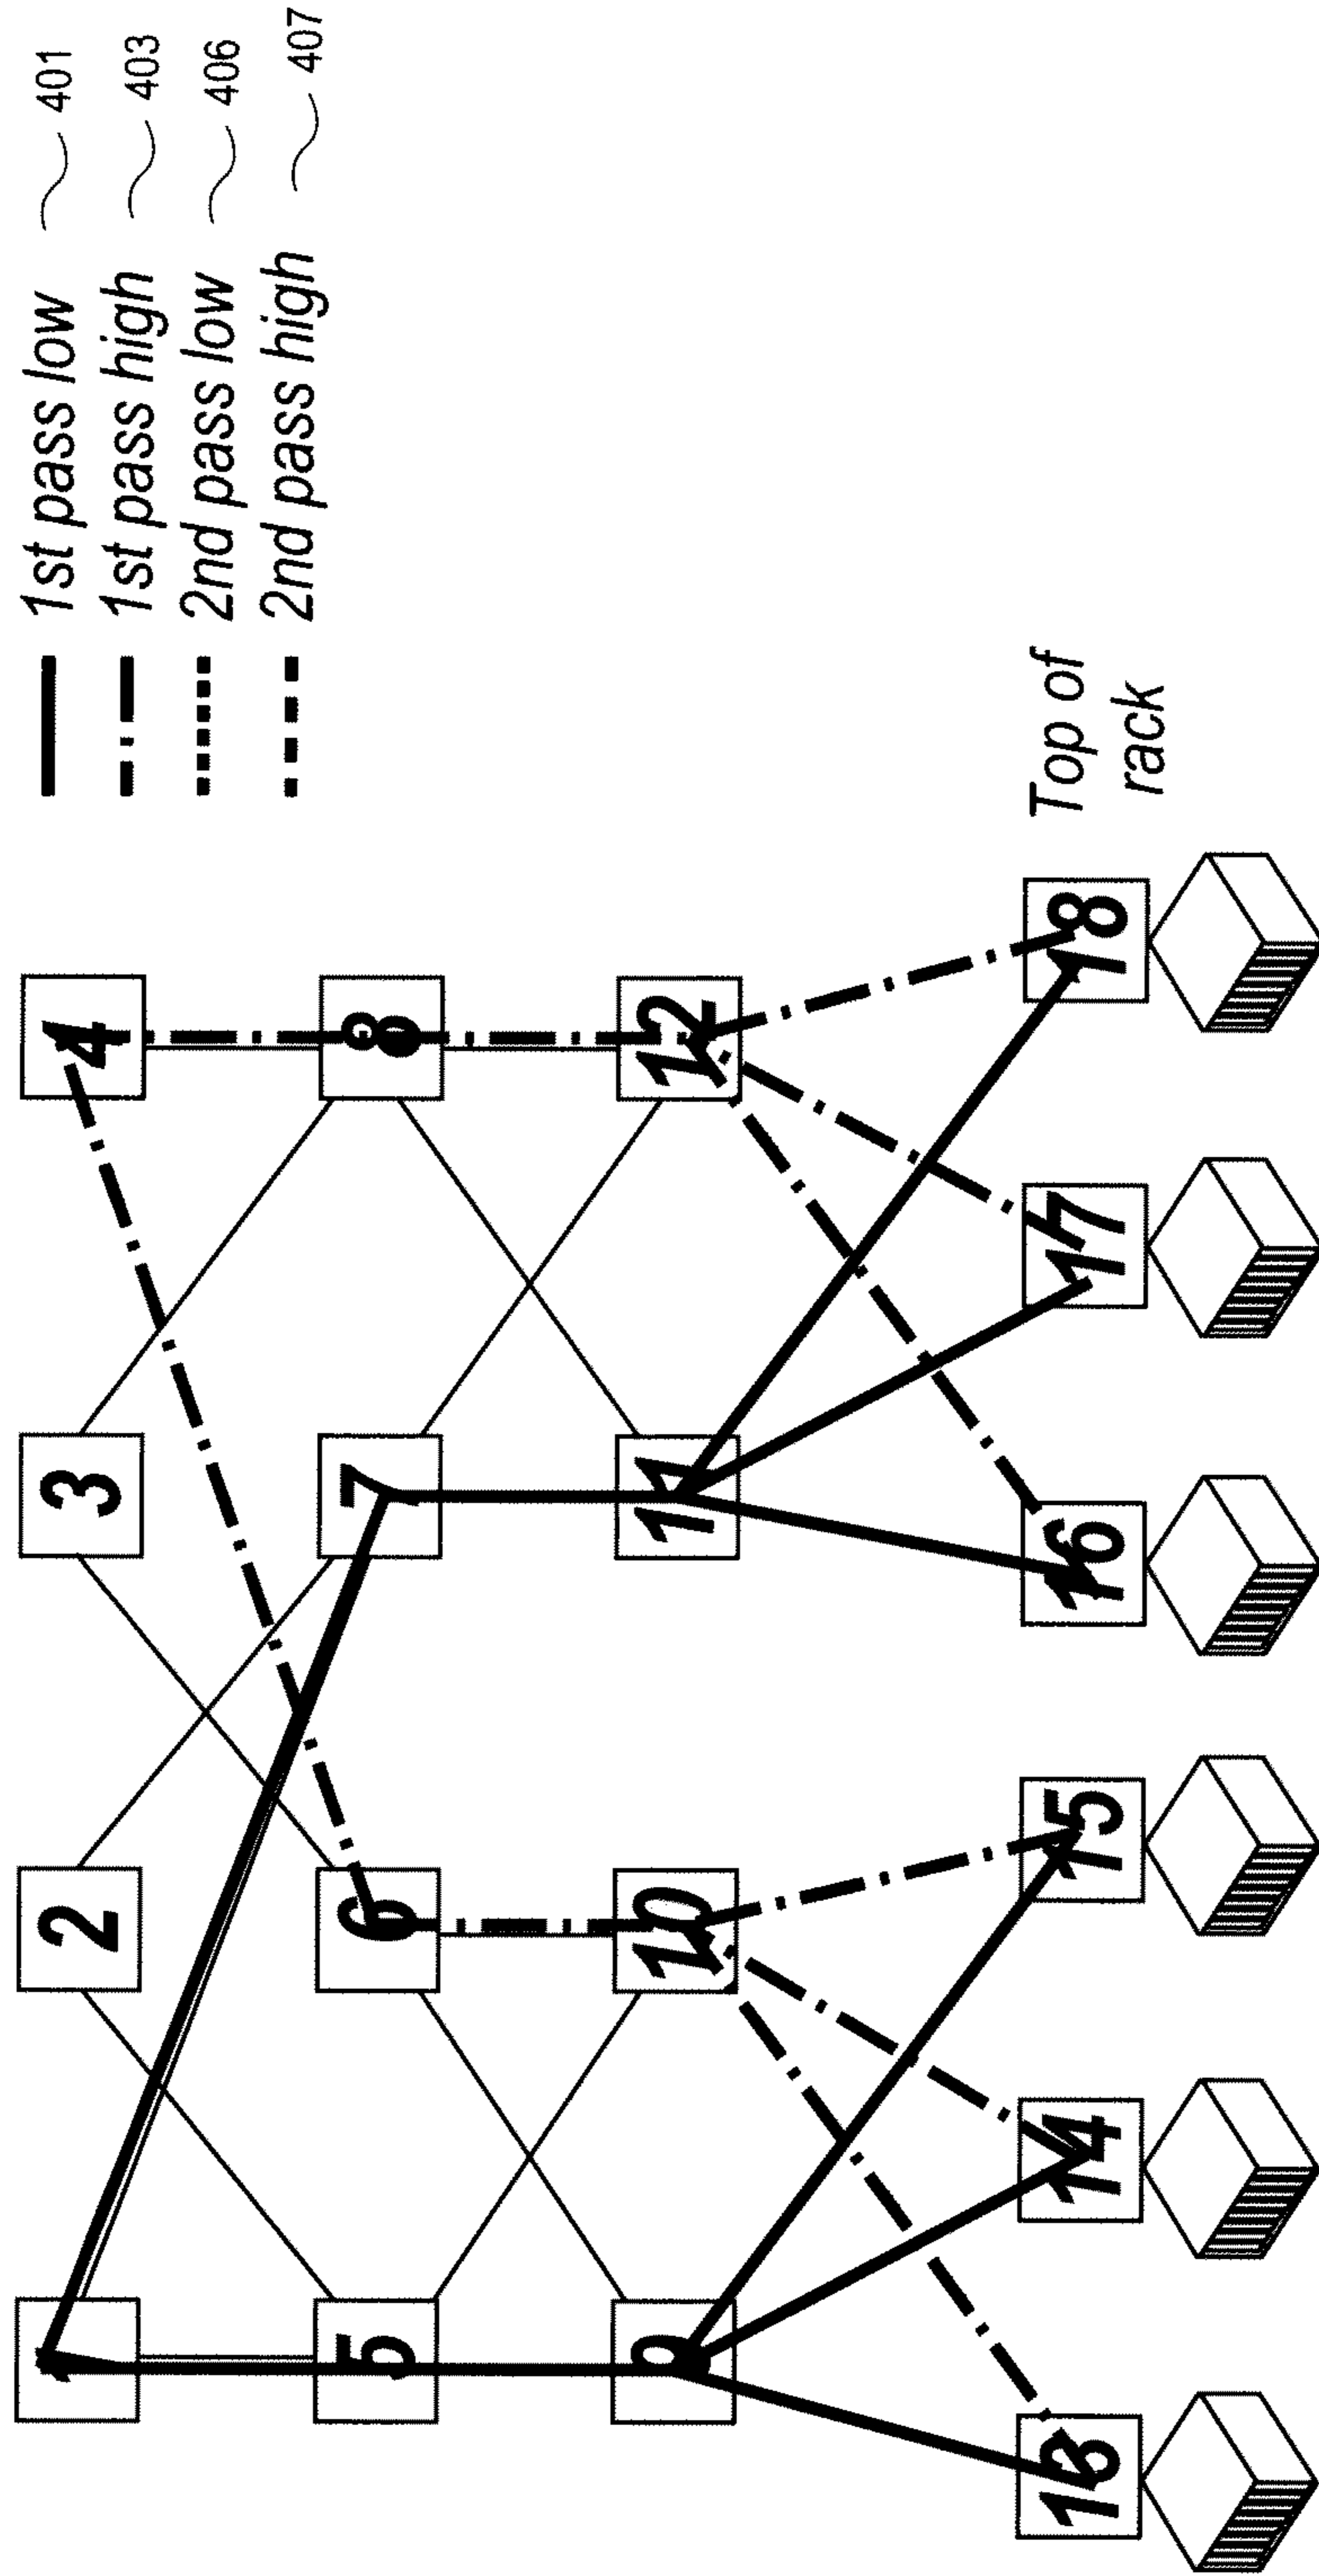 1st pass low 401
1st pass high 403
2nd pass low 406
2nd pass high 407
1 2 3 4
5 6 7 8
9 10 11 12
13 14 15 16 17 18
Top of
rack